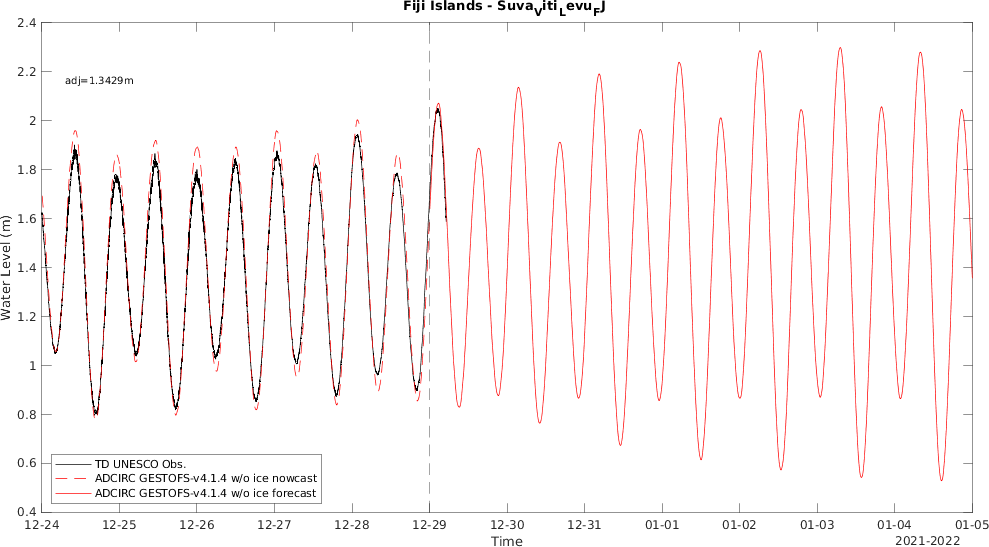 Fiji Islands - SuvaVitiLevuFJ
2.4
2.2
2
1.8
1.6
1.4
1.2
1
0.8
0.6
0.4
Water Level (m)
adj=1.3429m
TD UNESCO Obs.
ADCIRC GESTOFS-v4.1.4 w/o ice nowcast
ADCIRC GESTOFS-v4.1.4 w/o ice forecast
12-24 12-25 12-26 12-27 12-28 12-29 12-30 12-31 01-01 01-02 01-03 01-04 01-05
Time
2021-2022